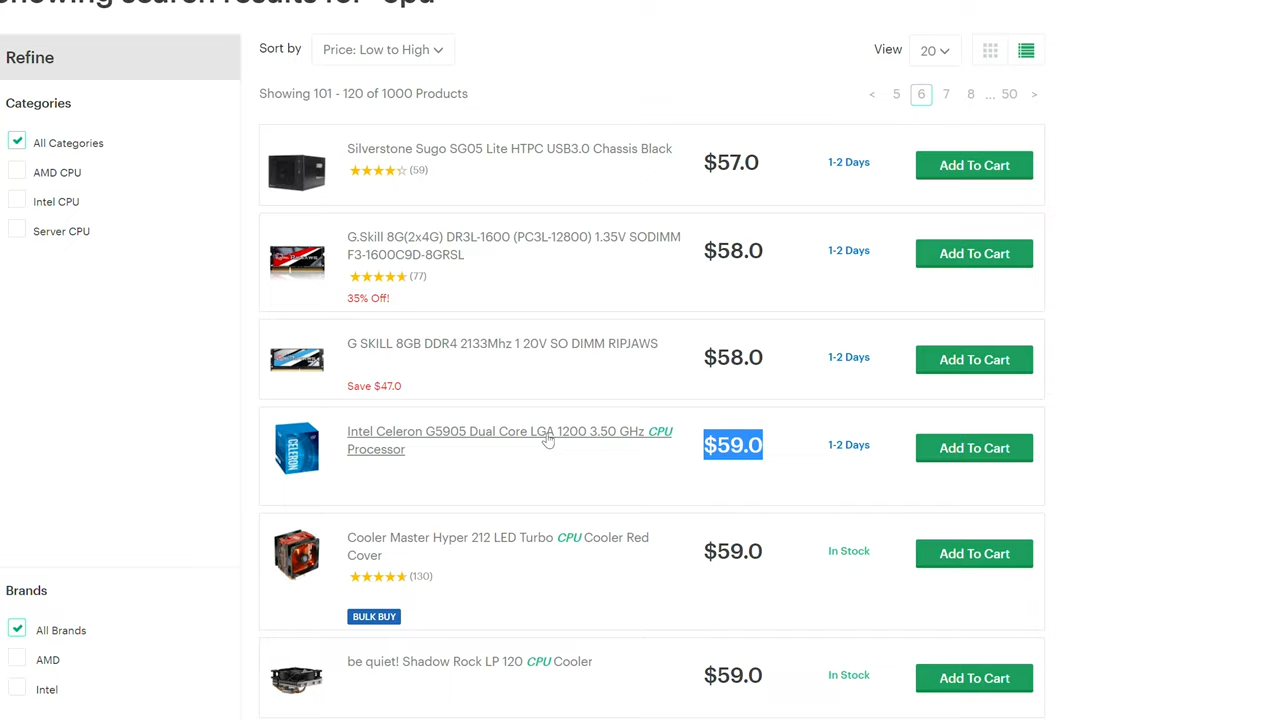 Showing search results for "cpu"
Refine
Sort by
Price: Low to High
View
20
Categories
Showing 101 - 120 of 1000 Products
< 5 6 7 8 ... 50 >
All Categories
AMD CPU
Intel CPU
Server CPU
Silverstone Sugo SG05 Lite HTPC USB3.0 Chassis Black
(59)
$57.0
1-2 Days
Add To Cart
G.Skill 8G(2x4G) DR3L-1600 (PC3L-12800) 1.35V SODIMM
F3-1600C9D-8GRSL
(77)
35% Off!
$58.0
1-2 Days
Add To Cart
G SKILL 8GB DDR4 2133Mhz 1 20V SO DIMM RIPJAWS
Save $47.0
$58.0
1-2 Days
Add To Cart
CELERON
Intel Celeron G5905 Dual Core LGA 1200 3.50 GHz CPU
Processor
$59.0
1-2 Days
Add To Cart
Cooler Master Hyper 212 LED Turbo CPU Cooler Red
Cover
(130)
BULK BUY
$59.0
In Stock
Add To Cart
be quiet! Shadow Rock LP 120 CPU Cooler
$59.0
In Stock
Add To Cart
Brands
All Brands
AMD
Intel